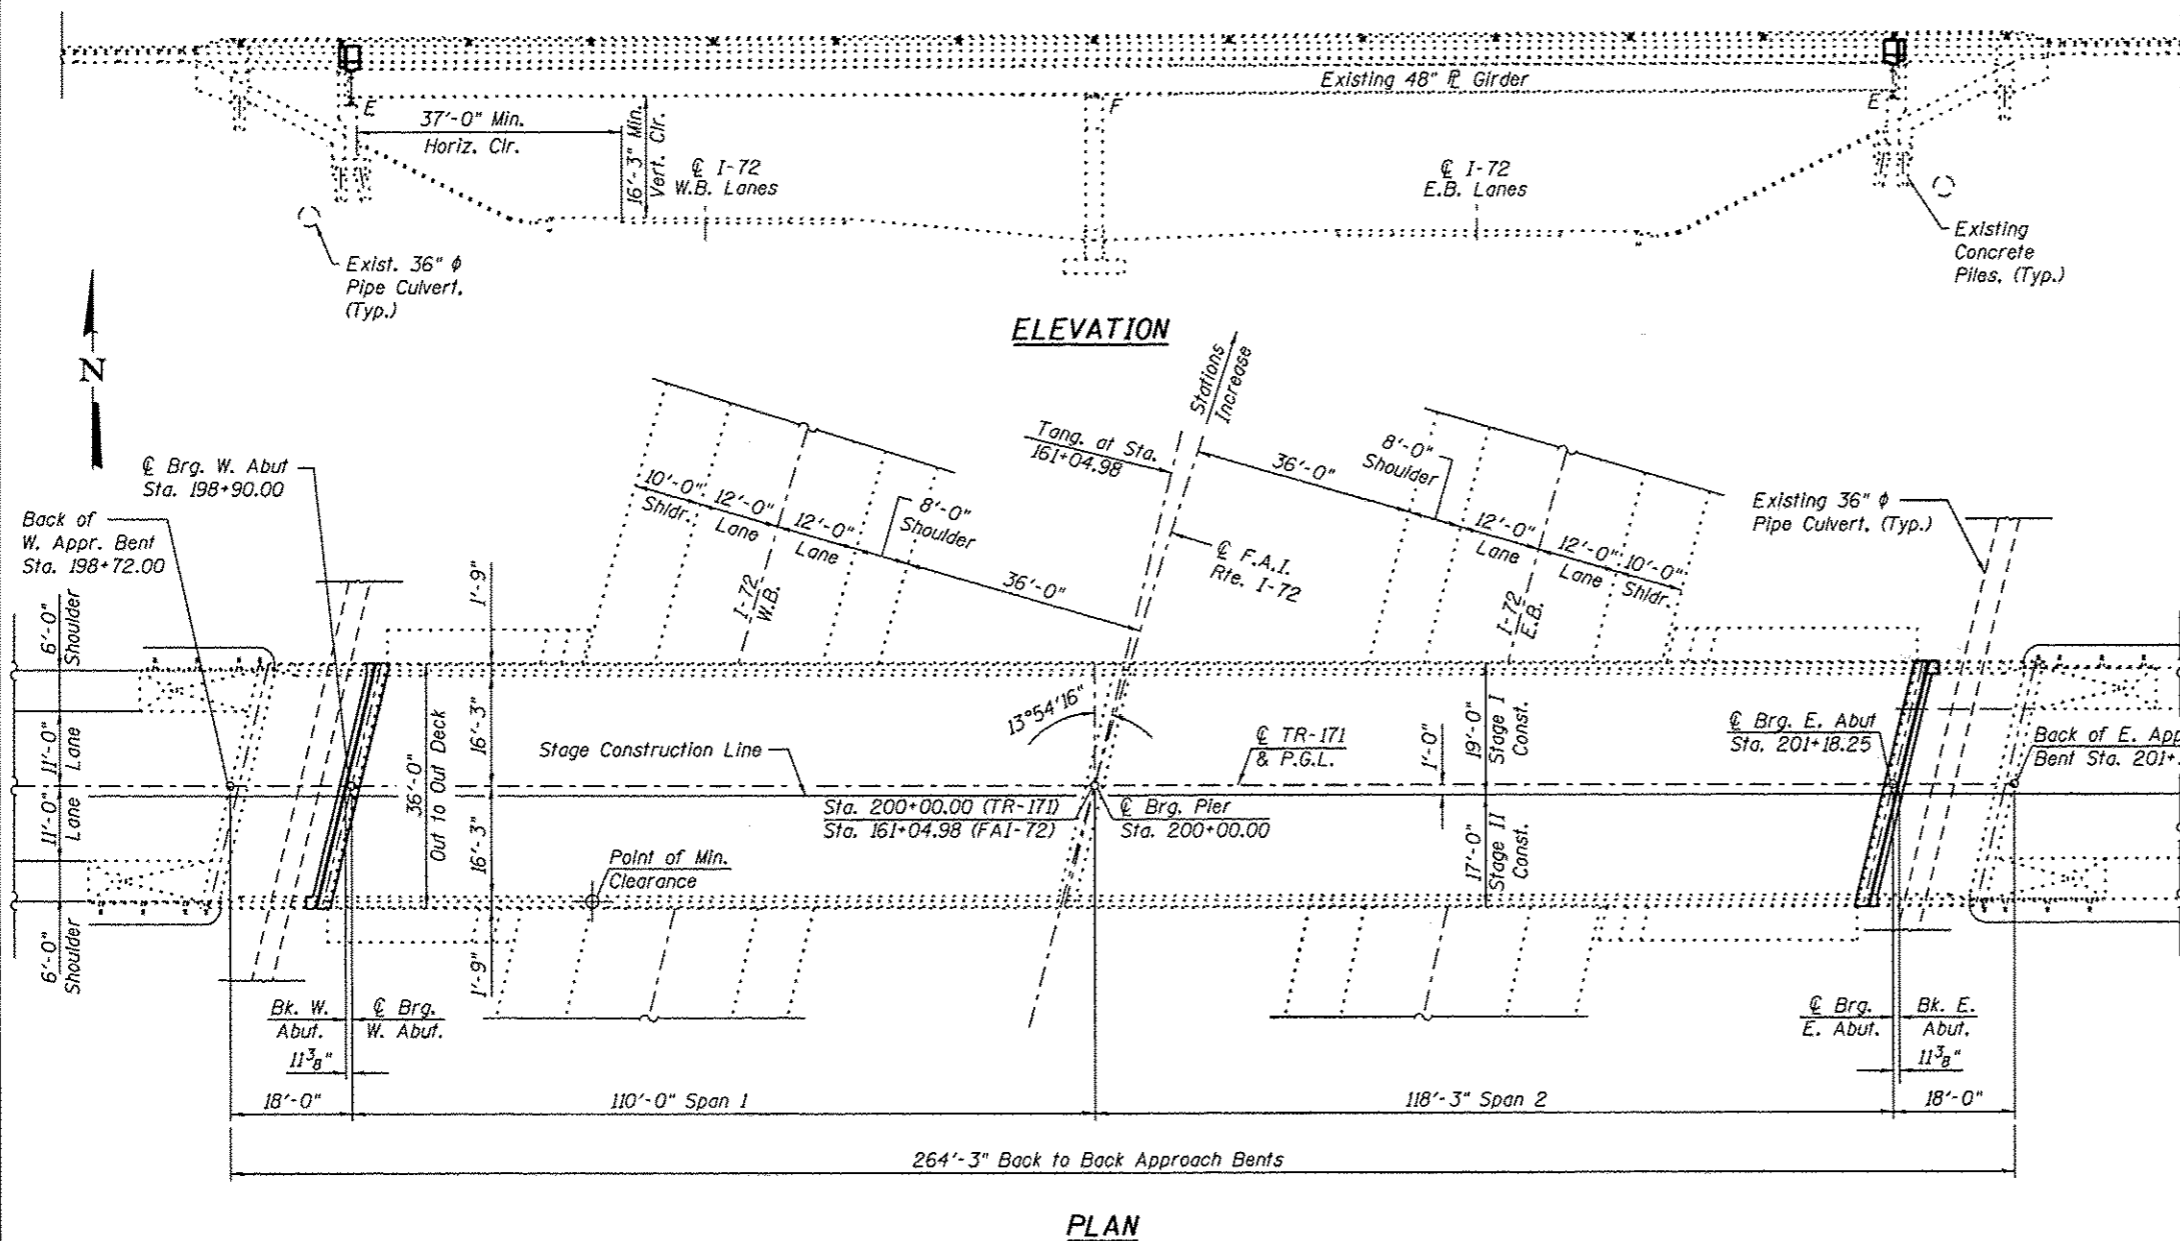 Existing 48" ℄ Girder
E
F
E
37'-0" Min.
Horiz. Clr.
16'-3" Min.
Vert. Clr.
℄ I-72
W.B. Lanes
℄ I-72
E.B. Lanes
Exist. 36" ϕ
Pipe Culvert.
(Typ.)
Existing
Concrete
Piles. (Typ.)
ELEVATION
N
Stations
Increase
Tang. at Sta.
161+04.98
℄ Brg. W. Abut
Sta. 198+90.00
Back of
W. Appr. Bent
Sta. 198+72.00
10'-0"
Shldr.
12'-0"
Lane
12'-0"
Lane
8'-0"
Shoulder
36'-0"
36'-0"
8'-0"
Shoulder
12'-0"
Lane
12'-0"
Lane
10'-0"
Shldr.
Existing 36" ϕ
Pipe Culvert. (Typ.)
℄ F.A.I.
Rte. I-72
I-72
W.B.
I-72
E.B.
6'-0"
Shoulder
11'-0"
Lane
11'-0"
Lane
6'-0"
Shoulder
1'-9"
16'-3"
16'-3"
1'-9"
36'-0"
Out to Out Deck
13°54'16"
Stage Construction Line
℄ TR-171
& P.G.L.
1'-0"
19'-0"
Stage I
Const.
17'-0"
Stage II
Const.
℄ Brg. E. Abut
Sta. 201+18.25
Back of E. App
Bent Sta. 201+
Sta. 200+00.00 (TR-171)
Sta. 161+04.98 (FAI-72)
℄ Brg. Pier
Sta. 200+00.00
Point of Min.
Clearance
Bk. W.
Abut.
℄ Brg.
W. Abut.
11⅜"
℄ Brg.
E. Abut.
Bk. E.
Abut.
11⅜"
18'-0"
110'-0" Span 1
118'-3" Span 2
18'-0"
264'-3" Back to Back Approach Bents
PLAN